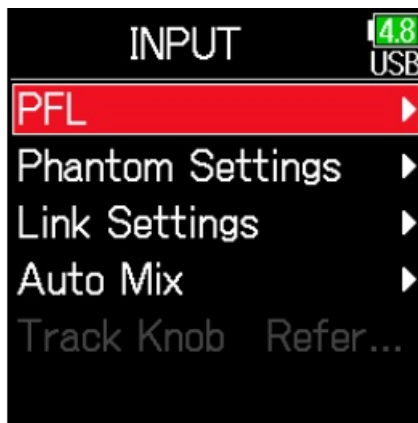 INPUT 4.8
USB
PFL
Phantom Settings
Link Settings
Auto Mix
Track Knob Refer...